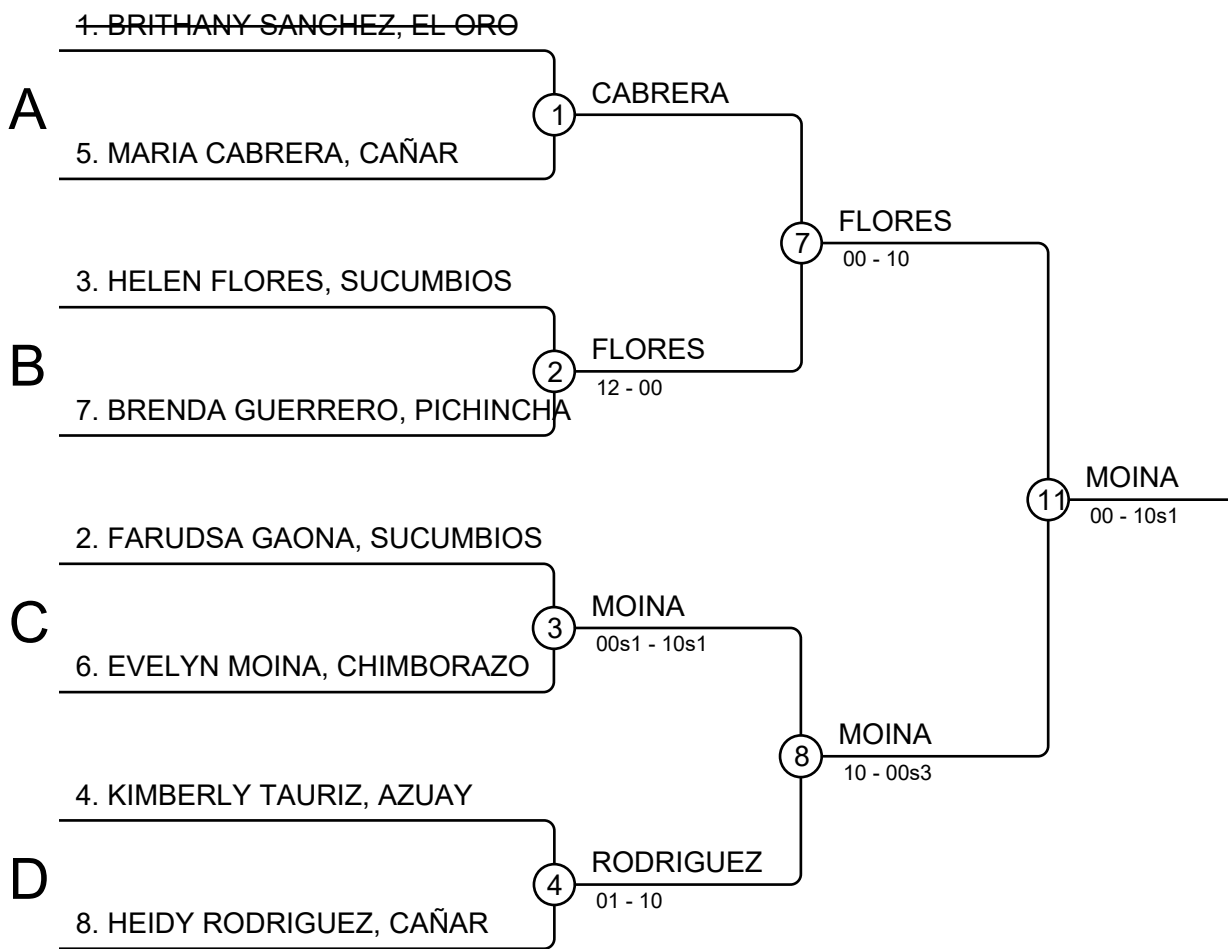 1. BRITHANY SANCHEZ, EL ORO
A
1
CABRERA
5. MARIA CABRERA, CAÑAR
7
FLORES
00 - 10
3. HELEN FLORES, SUCUMBIOS
B
2
FLORES
12 - 00
7. BRENDA GUERRERO, PICHINCHA
11
MOINA
00 - 10s1
2. FARUDSA GAONA, SUCUMBIOS
C
3
MOINA
00s1 - 10s1
6. EVELYN MOINA, CHIMBORAZO
8
MOINA
10 - 00s3
4. KIMBERLY TAURIZ, AZUAY
D
4
RODRIGUEZ
01 - 10
8. HEIDY RODRIGUEZ, CAÑAR